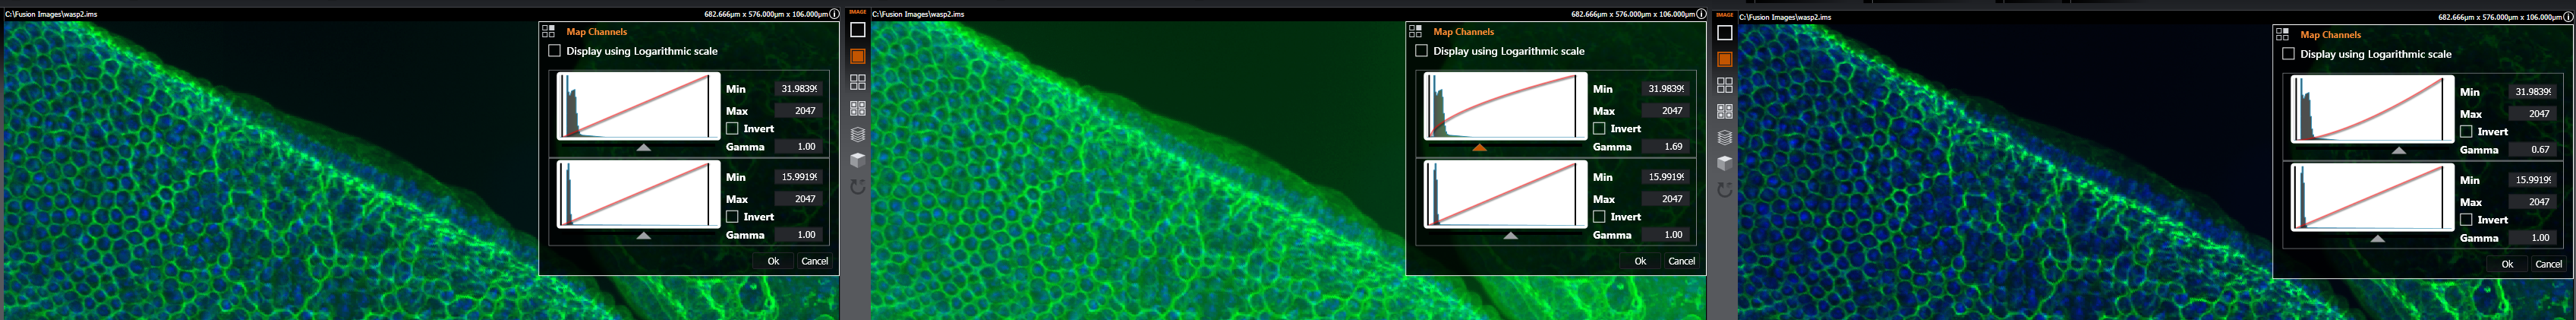 C:\Fusion Images\wasp2.ims
682.666µm x 576.000µm x 106.000µm
Map Channels
Display using Logarithmic scale
Min 31.98399
Max 2047
Invert
Gamma 1.00
Min 15.99199
Max 2047
Invert
Gamma 1.00
Ok Cancel
IMAGE
C:\Fusion Images\wasp2.ims
682.666µm x 576.000µm x 106.000µm
Map Channels
Display using Logarithmic scale
Min 31.98399
Max 2047
Invert
Gamma 1.69
Min 15.99199
Max 2047
Invert
Gamma 1.00
Ok Cancel
IMAGE
C:\Fusion Images\wasp2.ims
682.666µm x 576.000µm x 106.000µm
Map Channels
Display using Logarithmic scale
Min 31.98399
Max 2047
Invert
Gamma 0.67
Min 15.99199
Max 2047
Invert
Gamma 1.00
Ok Cancel